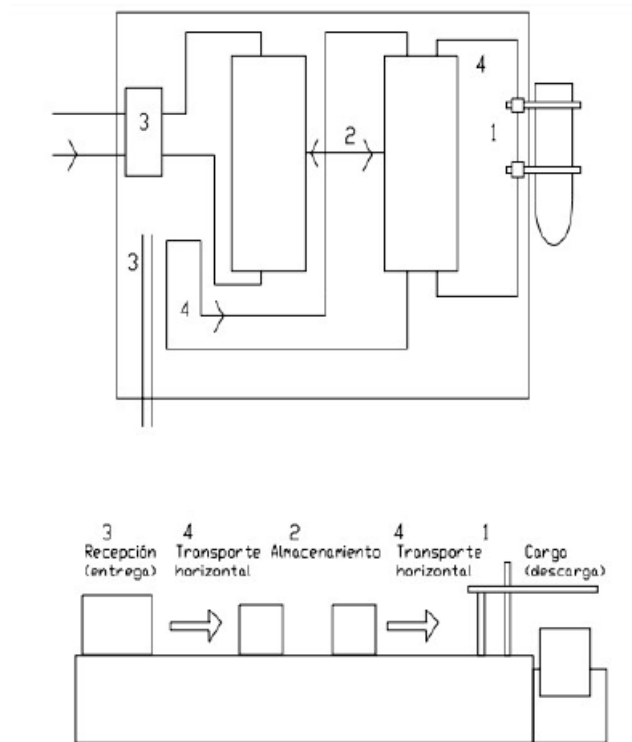 4
3
2
1
3
4
3 4 2 4 1
Recepción Transporte Almacenamiento Transporte Carga
(entrega) horizontal horizontal (descarga)